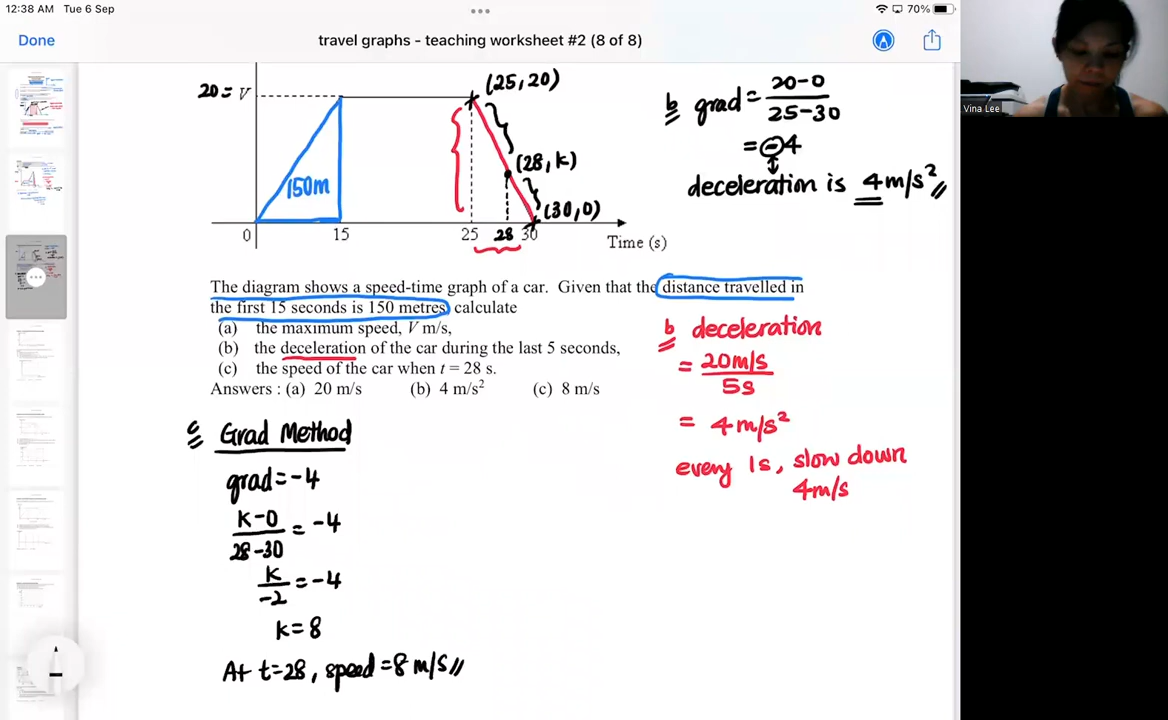 12:38 AM Tue 6 Sep
70%
Done
travel graphs - teaching worksheet #2 (8 of 8)
Vina Lee
20 = V
(25, 20)
(28, k)
150m
(30, 0)
0
15
25
28
30
Time (s)
b grad = 20-0
25-30
= -4
deceleration is 4 m/s²
The diagram shows a speed-time graph of a car. Given that the distance travelled in
the first 15 seconds is 150 metres, calculate
(a) the maximum speed, V m/s,
(b) the deceleration of the car during the last 5 seconds,
(c) the speed of the car when t = 28 s.
Answers : (a) 20 m/s (b) 4 m/s² (c) 8 m/s
b deceleration
= 20m/s
5s
= 4m/s²
every 1s, slow down
4m/s
c Grad Method
grad = -4
k-0
28-30 = -4
k
-2 = -4
k = 8
At t=28, speed = 8 m/s